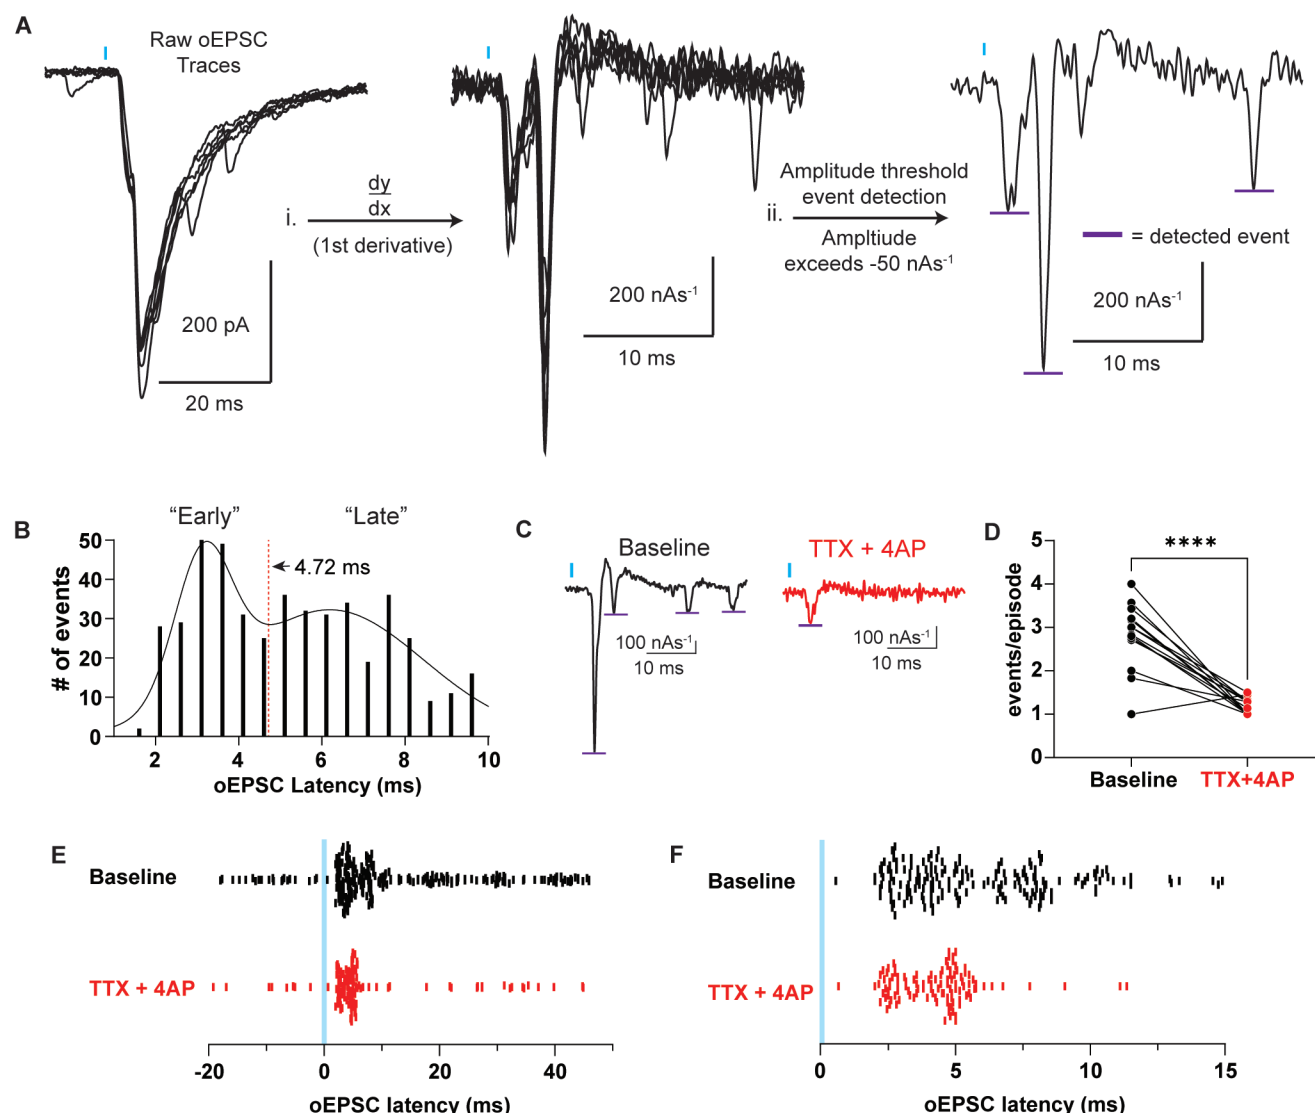 A
Raw oEPSC
Traces
200 pA
20 ms
i.
dy
dx
(1st derivative)
200 nAs-1
10 ms
ii.
Amplitude threshold
event detection
Ampltiude
exceeds -50 nAs-1
= detected event
200 nAs-1
10 ms
B
“Early”
“Late”
4.72 ms
# of events
50
40
30
20
10
0
2 4 6 8 10
oEPSC Latency (ms)
C
Baseline
100 nAs-1
10 ms
TTX + 4AP
100 nAs-1
10 ms
D
****
events/episode
5
4
3
2
1
0
Baseline TTX+4AP
E
Baseline
TTX + 4AP
-20 0 20 40
oEPSC latency (ms)
F
Baseline
TTX + 4AP
0 5 10 15
oEPSC latency (ms)